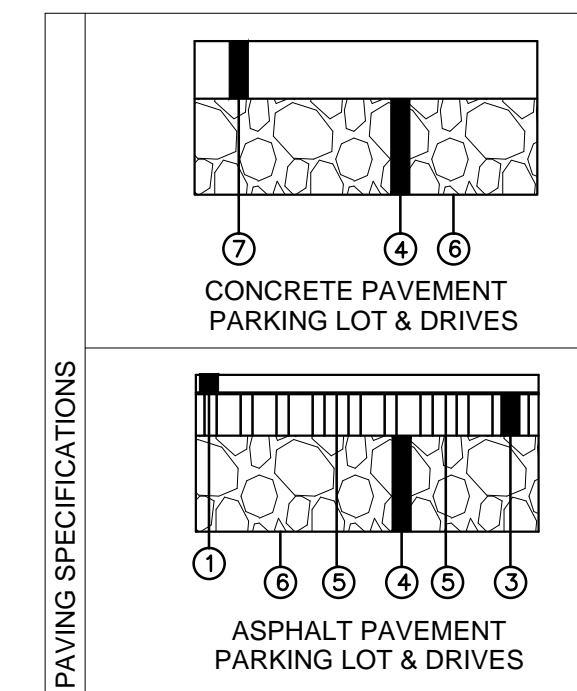 PAVING SPECIFICATIONS
7 4 6
CONCRETE PAVEMENT
PARKING LOT & DRIVES
1 6 5 4 5 3
ASPHALT PAVEMENT
PARKING LOT & DRIVES